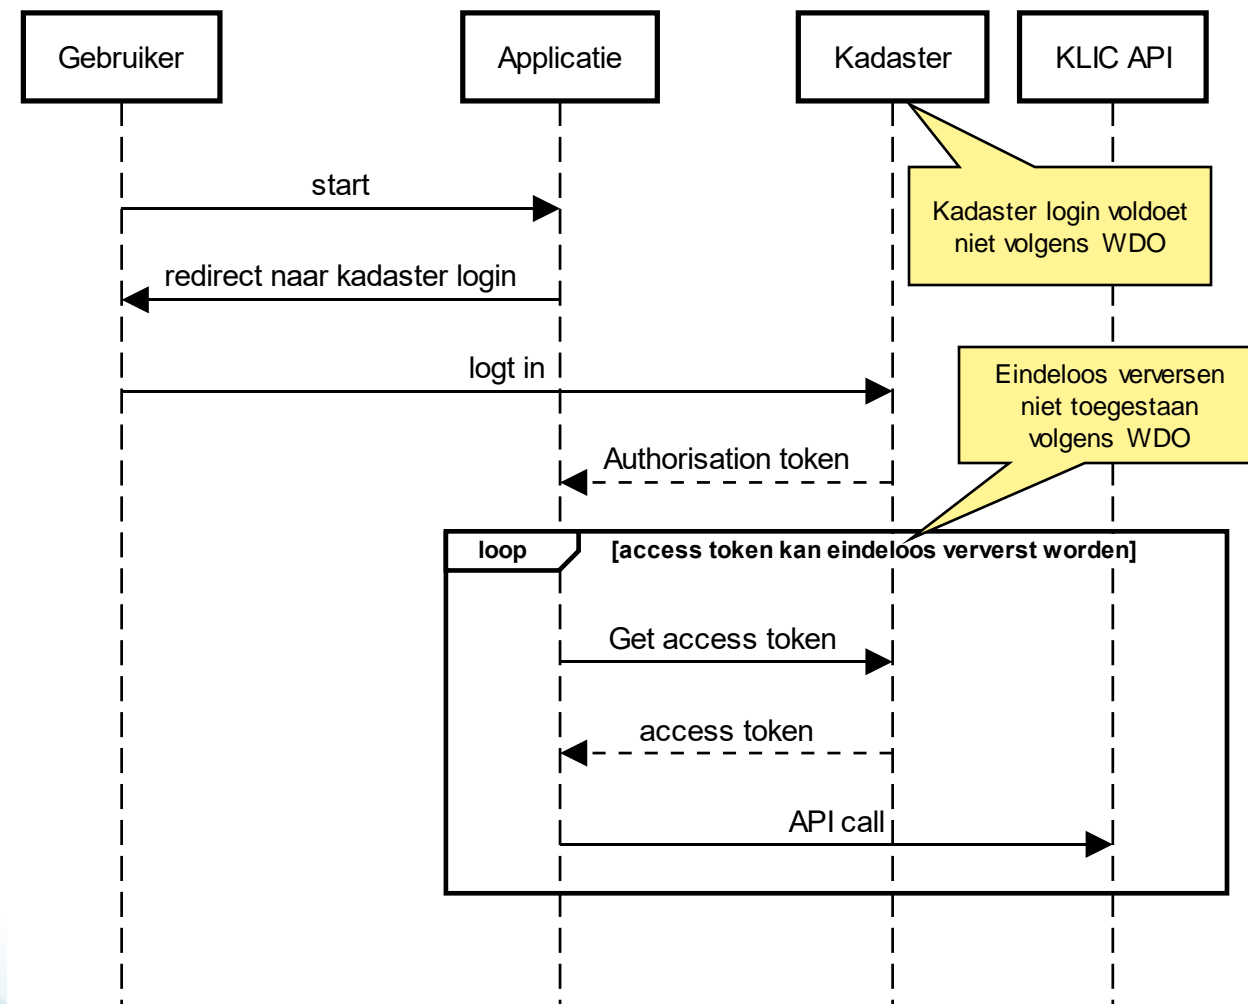 Gebruiker
Applicatie
Kadaster
KLIC API
start
Kadaster login voldoet
niet volgens WDO
redirect naar kadaster login
logt in
Eindeloos verversen
niet toegestaan
volgens WDO
Authorisation token
loop
[access token kan eindeloos ververst worden]
Get access token
access token
API call